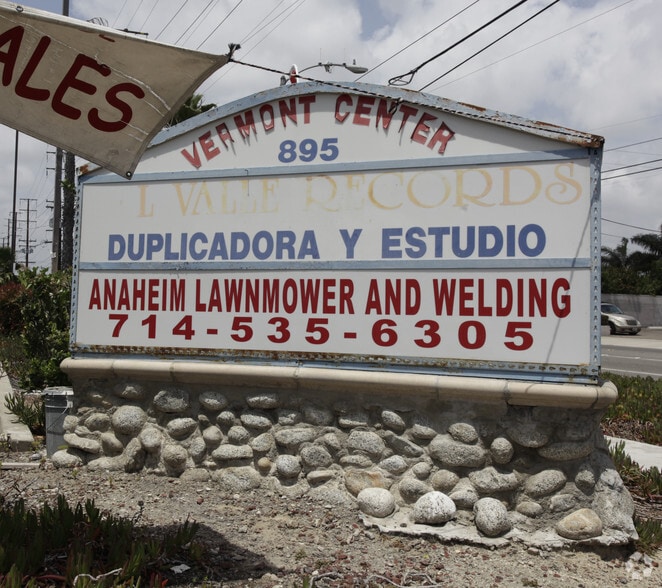 ALES
VERMONT CENTER
895
L VALLE RECORDS
DUPLICADORA Y ESTUDIO
ANAHEIM LAWNMOWER AND WELDING
714-535-6305